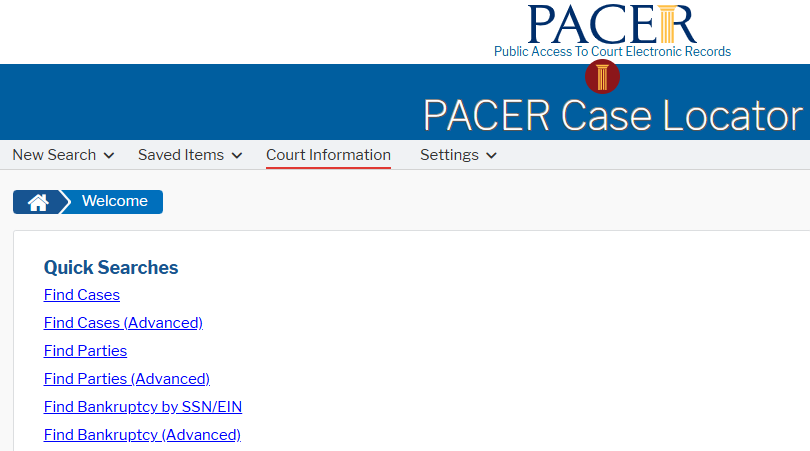 PACER
Public Access To Court Electronic Records
PACER Case Locator
New Search Saved Items Court Information Settings
Welcome
Quick Searches
Find Cases
Find Cases (Advanced)
Find Parties
Find Parties (Advanced)
Find Bankruptcy by SSN/EIN
Find Bankruptcy (Advanced)